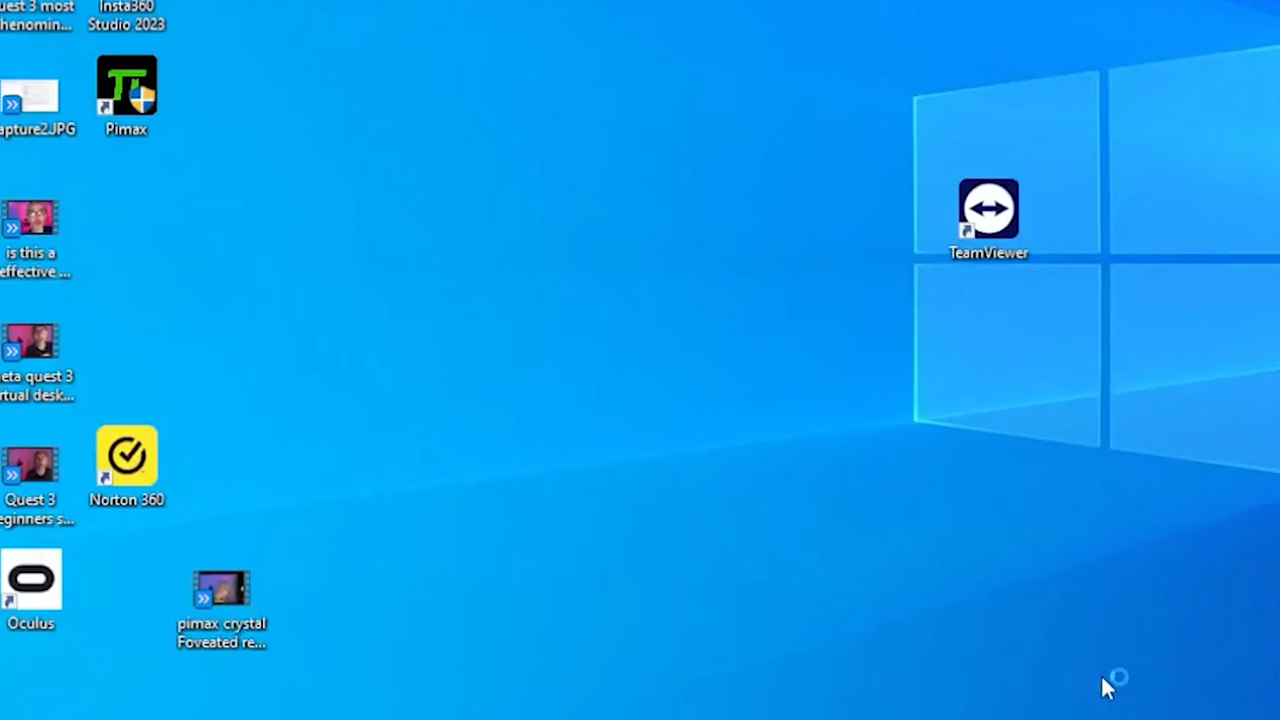 uest 3 most
henomin...
Insta360
Studio 2023
apture2.JPG
Pimax
is this a
effective ...
TeamViewer
eta quest 3
rtual desk...
Quest 3
eginners s...
Norton 360
Oculus
pimax crystal
Foveated re...